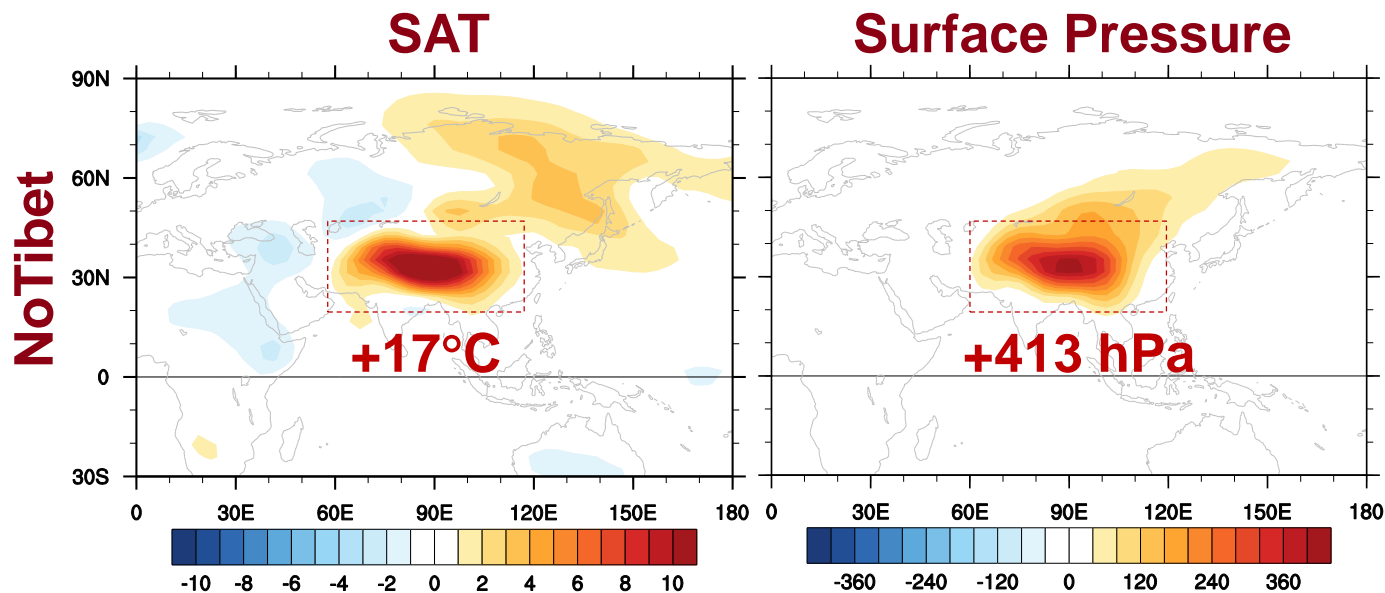 SAT
Surface Pressure
NoTibet
90N
60N
30N
0
30S
+17°C
+413 hPa
0 30E 60E 90E 120E 150E 180
0 30E 60E 90E 120E 150E 180
-10 -8 -6 -4 -2 0 2 4 6 8 10
-360 -240 -120 0 120 240 360